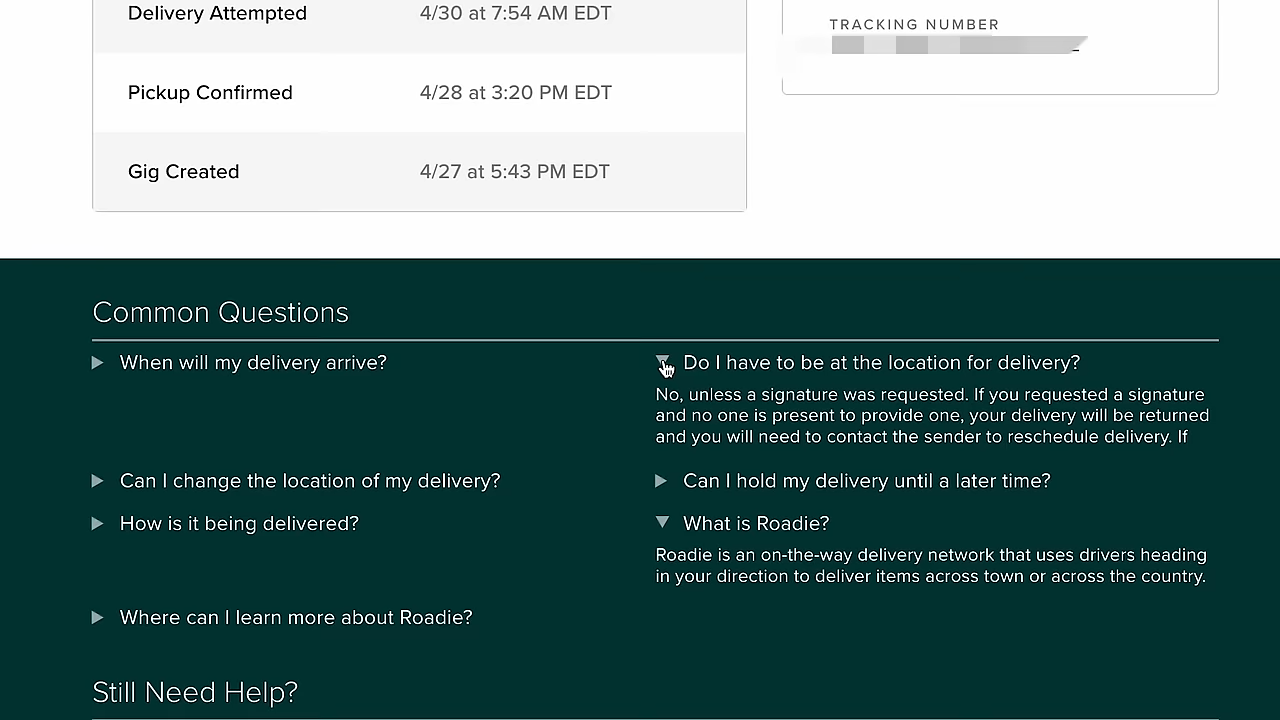 Delivery Attempted 4/30 at 7:54 AM EDT
TRACKING NUMBER
Pickup Confirmed 4/28 at 3:20 PM EDT
Gig Created 4/27 at 5:43 PM EDT
Common Questions
When will my delivery arrive?
Do I have to be at the location for delivery?
No, unless a signature was requested. If you requested a signature
and no one is present to provide one, your delivery will be returned
and you will need to contact the sender to reschedule delivery. If
Can I change the location of my delivery?
Can I hold my delivery until a later time?
How is it being delivered?
What is Roadie?
Roadie is an on-the-way delivery network that uses drivers heading
in your direction to deliver items across town or across the country.
Where can I learn more about Roadie?
Still Need Help?